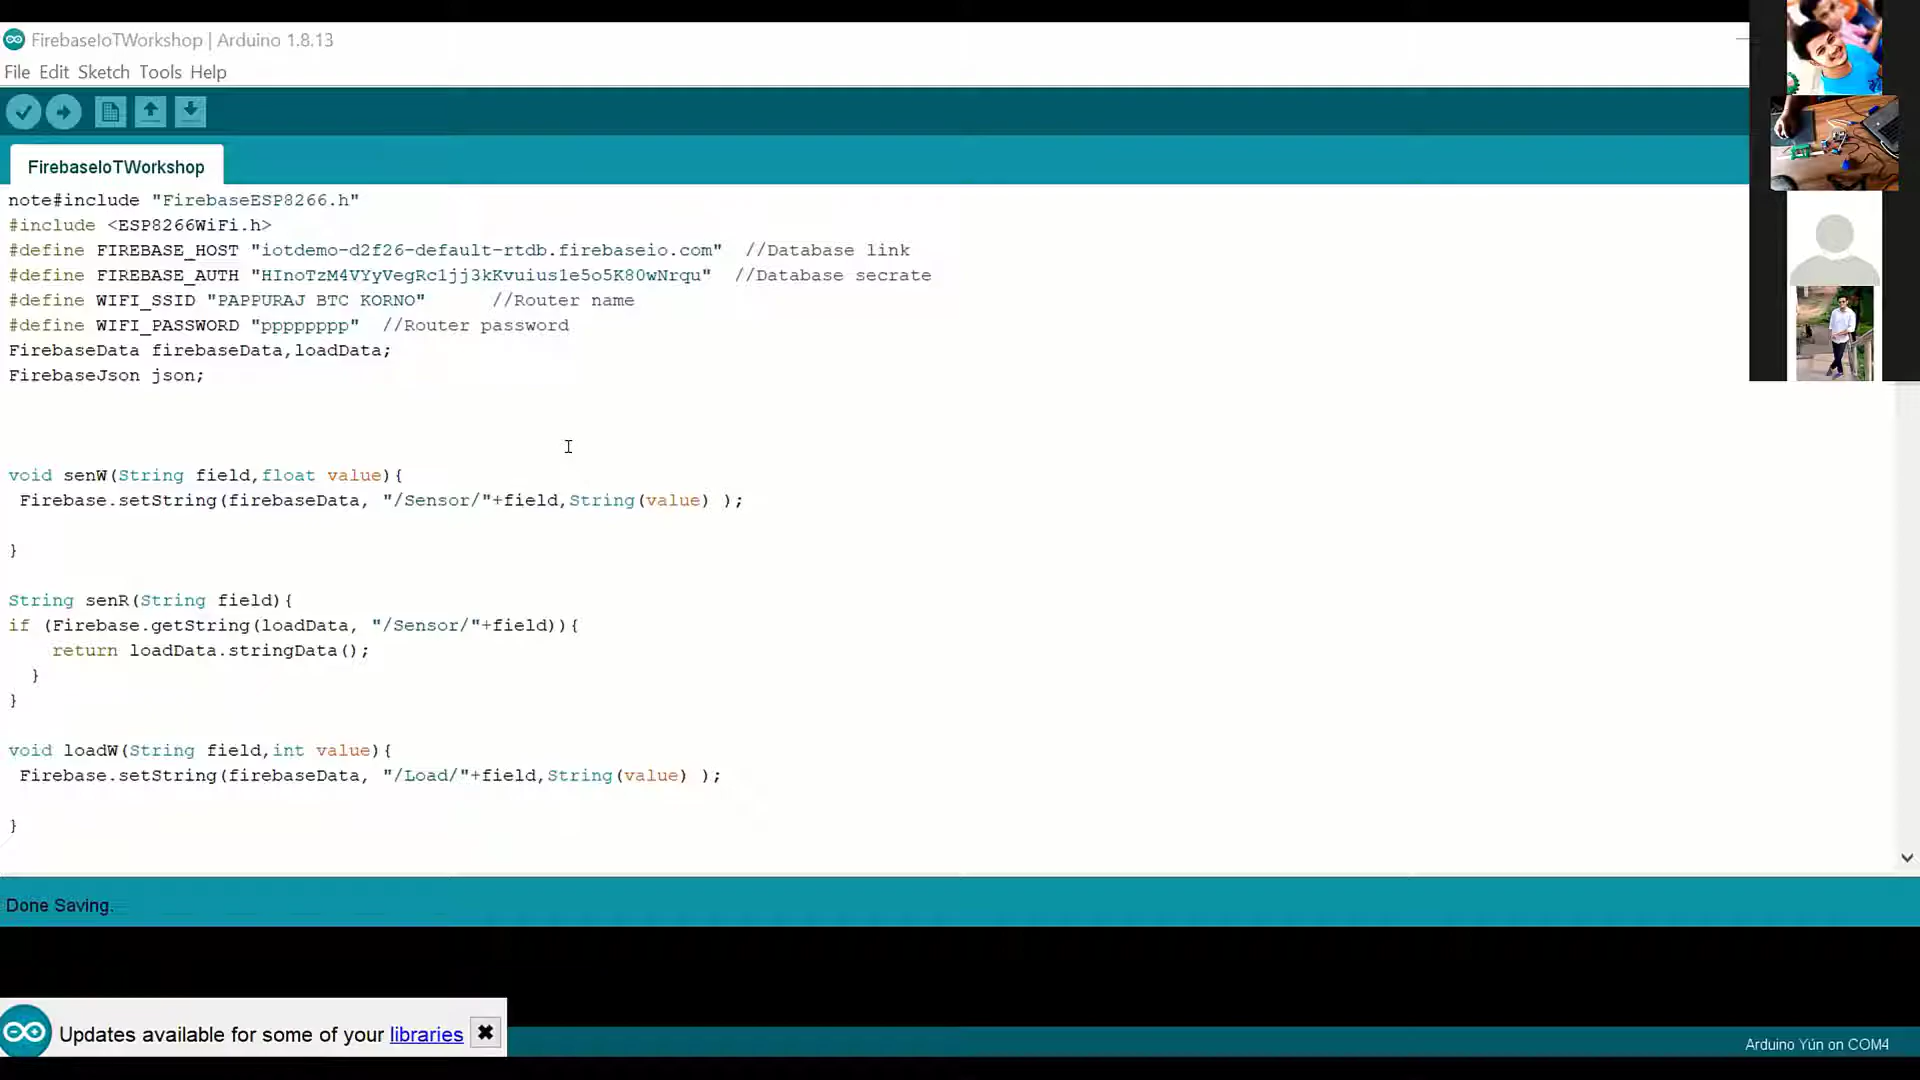 FirebaseIoTWorkshop | Arduino 1.8.13
File Edit Sketch Tools Help
FirebaseIoTWorkshop
note#include "FirebaseESP8266.h"
#include <ESP8266WiFi.h>
#define FIREBASE_HOST "iotdemo-d2f26-default-rtdb.firebaseio.com" //Database link
#define FIREBASE_AUTH "HInoTzM4VYyVegRc1jj3kKvuius1e5o5K80wNrqu" //Database secrate
#define WIFI_SSID "PAPPURAJ BTC KORNO" //Router name
#define WIFI_PASSWORD "pppppppp" //Router password
FirebaseData firebaseData,loadData;
FirebaseJson json;
void senW(String field,float value){
Firebase.setString(firebaseData, "/Sensor/"+field,String(value) );
}
String senR(String field){
if (Firebase.getString(loadData, "/Sensor/"+field)){
return loadData.stringData();
}
}
void loadW(String field,int value){
Firebase.setString(firebaseData, "/Load/"+field,String(value) );
}
Done Saving.
Updates available for some of your libraries
Arduino Yún on COM4